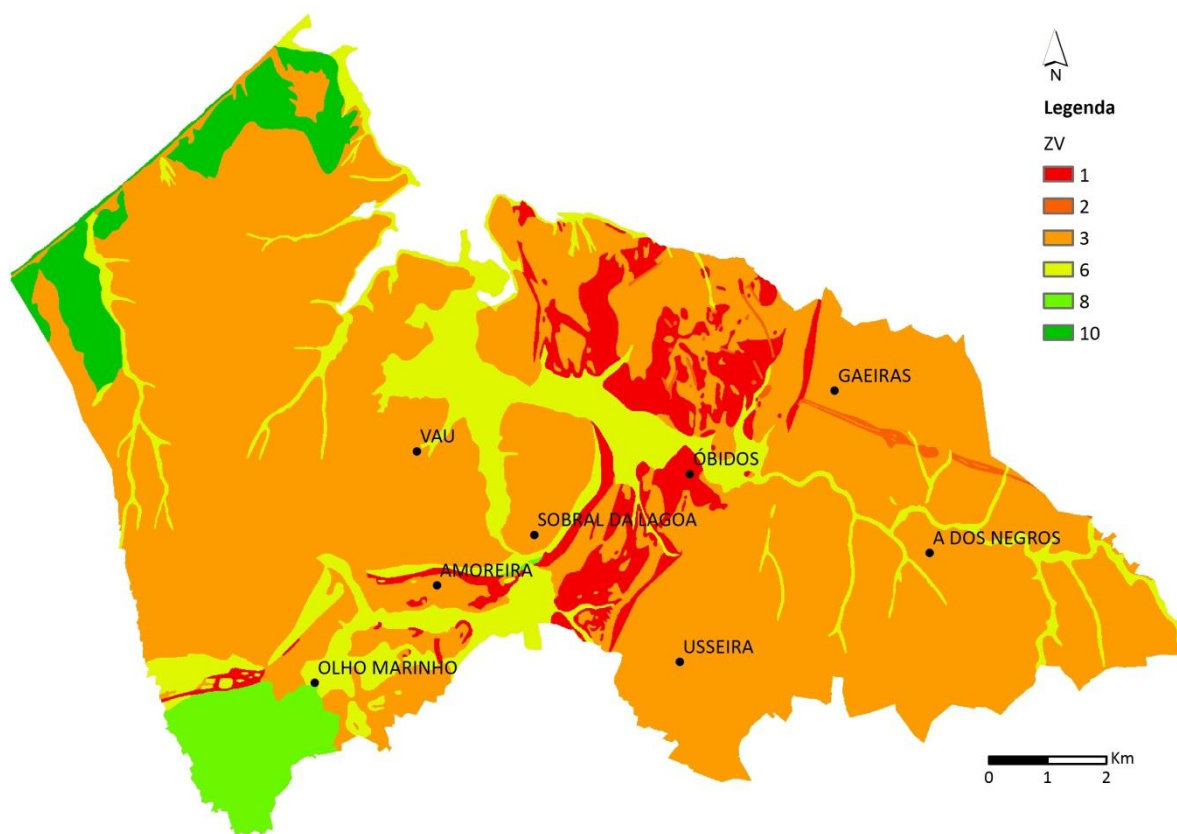 N
Legenda
ZV
1
2
3
6
8
10
GAEIRAS
VAU
ÓBIDOS
SOBRAL DA LAGOA
A DOS NEGROS
AMOREIRA
USSEIRA
OLHO MARINHO
Km
0 1 2